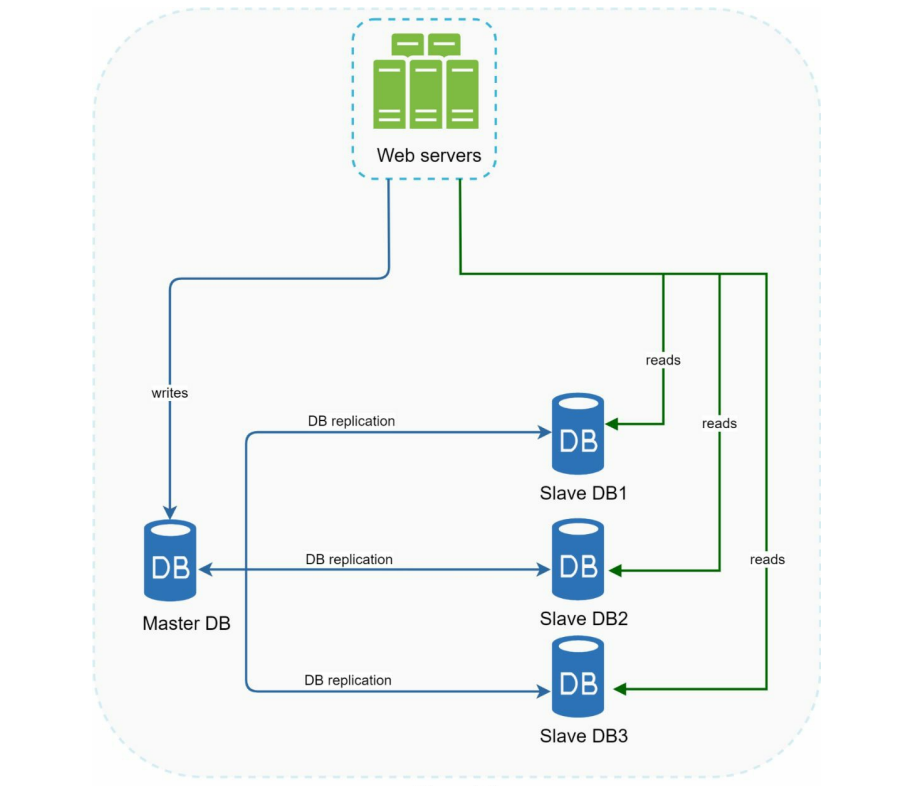 Web servers
reads
writes
DB replication
reads
DB
Slave DB1
DB replication
reads
DB
DB
Master DB
Slave DB2
DB replication
DB
Slave DB3